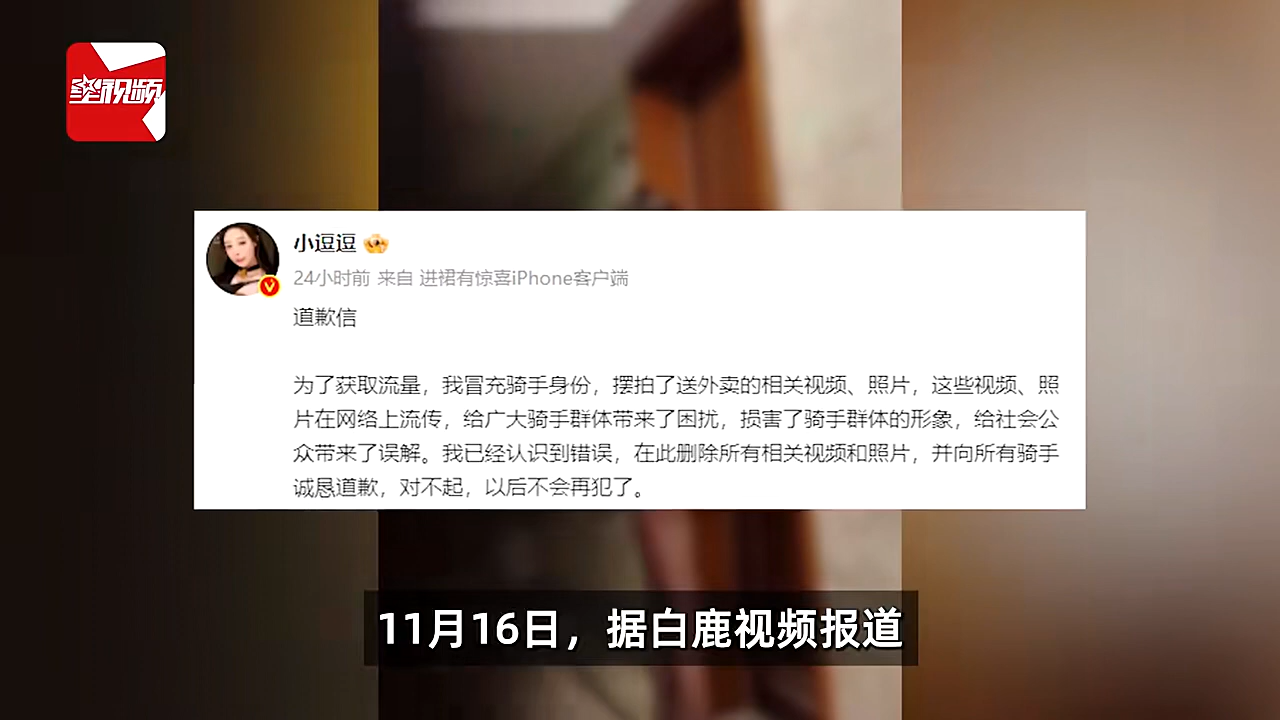 星视频
小逗逗
24小时前 来自 进裙有惊喜iPhone客户端
道歉信
为了获取流量，我冒充骑手身份，摆拍了送外卖的相关视频、照片，这些视频、照
片在网络上流传，给广大骑手群体带来了困扰，损害了骑手群体的形象，给社会公
众带来了误解。我已经认识到错误，在此删除所有相关视频和照片，并向所有骑手
诚恳道歉，对不起，以后不会再犯了。
11月16日，据白鹿视频报道